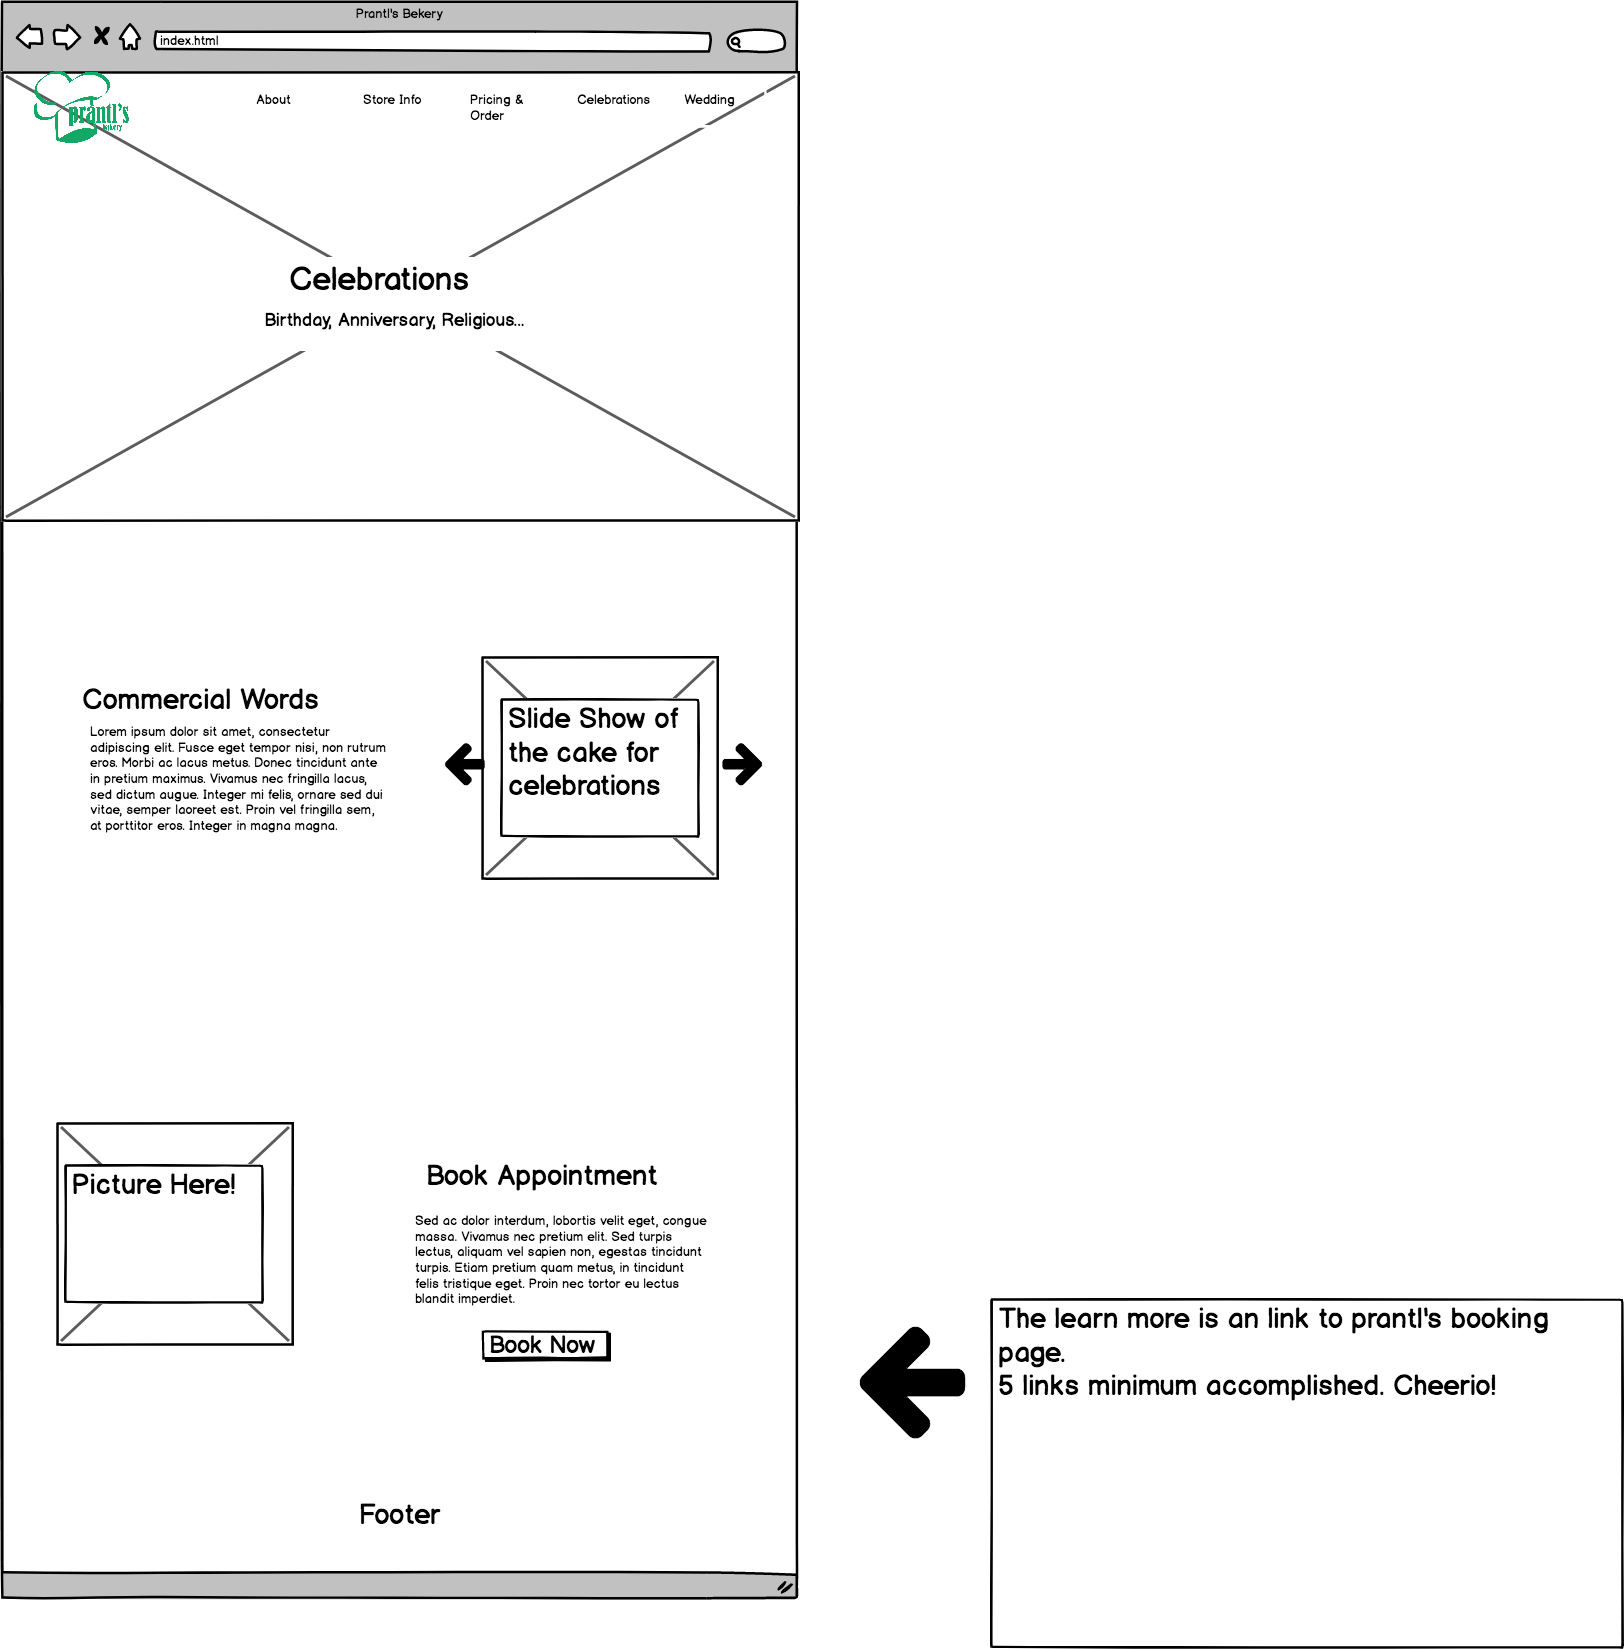 Prantl's Bekery
index.html
prantl's
bakery
About
Store Info
Pricing &
Order
Celebrations
Wedding
Celebrations
Birthday, Anniversary, Religious...
Commercial Words
Lorem ipsum dolor sit amet, consectetur
adipiscing elit. Fusce eget tempor nisi, non rutrum
eros. Morbi ac lacus metus. Donec tincidunt ante
in pretium maximus. Vivamus nec fringilla lacus,
sed dictum augue. Integer mi felis, ornare sed dui
vitae, semper laoreet est. Proin vel fringilla sem,
at porttitor eros. Integer in magna magna.
Slide Show of
the cake for
celebrations
Picture Here!
Book Appointment
Sed ac dolor interdum, lobortis velit eget, congue
massa. Vivamus nec pretium elit. Sed turpis
lectus, aliquam vel sapien non, egestas tincidunt
turpis. Etiam pretium quam metus, in tincidunt
felis tristique eget. Proin nec tortor eu lectus
blandit imperdiet.
Book Now
The learn more is an link to prantl's booking
page.
5 links minimum accomplished. Cheerio!
Footer